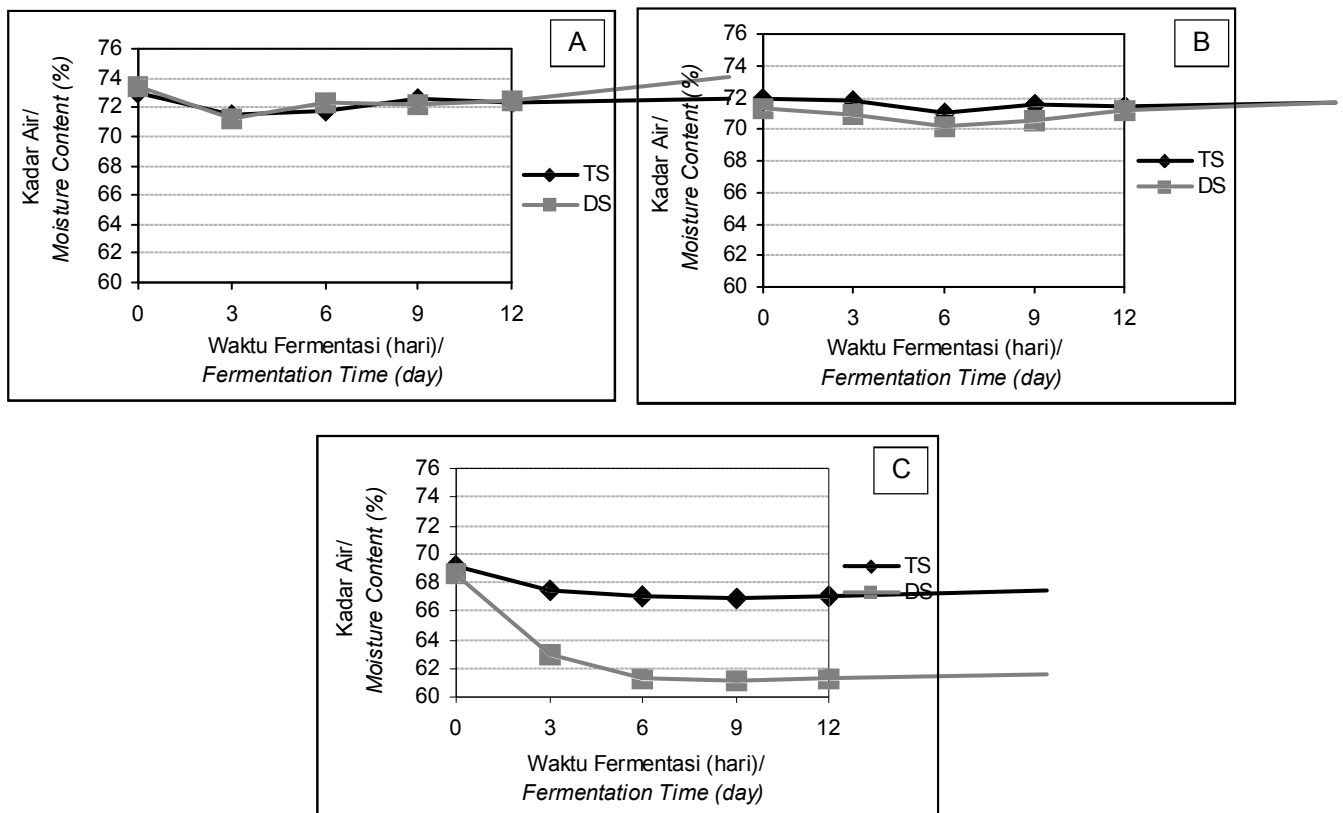 A
Kadar Air/
Moisture Content (%)
76
74
72
70
68
66
64
62
60
0 3 6 9 12
Waktu Fermentasi (hari)/
Fermentation Time (day)
TS
DS
B
Kadar Air/
Moisture Content (%)
76
74
72
70
68
66
64
62
60
0 3 6 9 12
Waktu Fermentasi (hari)/
Fermentation Time (day)
TS
DS
C
Kadar Air/
Moisture Content (%)
76
74
72
70
68
66
64
62
60
0 3 6 9 12
Waktu Fermentasi (hari)/
Fermentation Time (day)
TS
DS